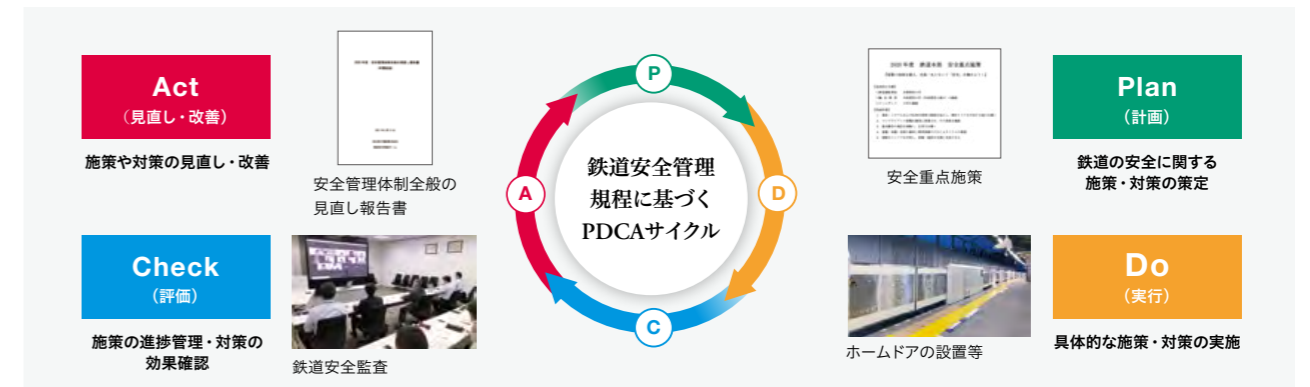 Act
（見直し・改善）
施策や対策の見直し・改善
安全管理体制全般の
見直し報告書
Check
（評価）
施策の進捗管理・対策の
効果確認
鉄道安全監査
P
D
C
A
鉄道安全管理
規程に基づく
PDCAサイクル
安全重点施策
Plan
（計画）
鉄道の安全に関する
施策・対策の策定
ホームドアの設置等
Do
（実行）
具体的な施策・対策の実施